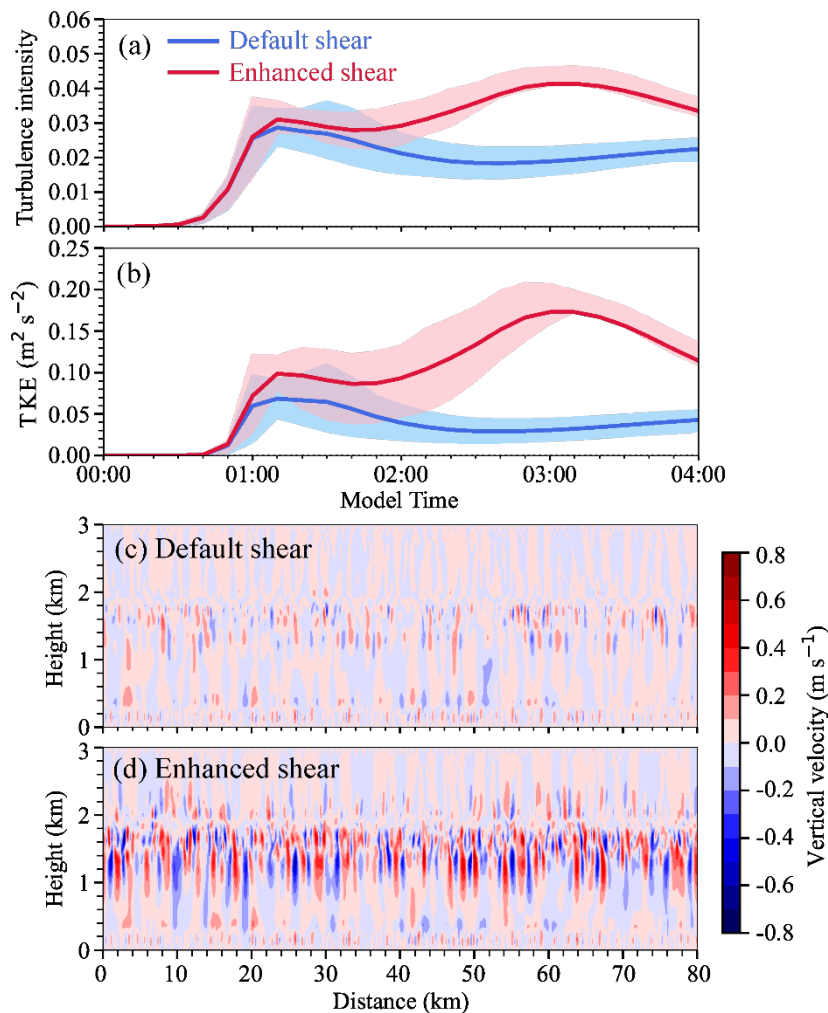 (a)
Default shear
Enhanced shear
Turbulence intensity
0.06
0.05
0.04
0.03
0.02
0.01
0.00
(b)
TKE (m² s⁻²)
0.25
0.20
0.15
0.10
0.05
0.00
00:00 01:00 02:00 03:00 04:00
Model Time
(c) Default shear
Height (km)
3
2
1
0
(d) Enhanced shear
Height (km)
3
2
1
0
0 10 20 30 40 50 60 70 80
Distance (km)
0.8
0.6
0.4
0.2
0.0
-0.2
-0.4
-0.6
-0.8
Vertical velocity (m s⁻¹)